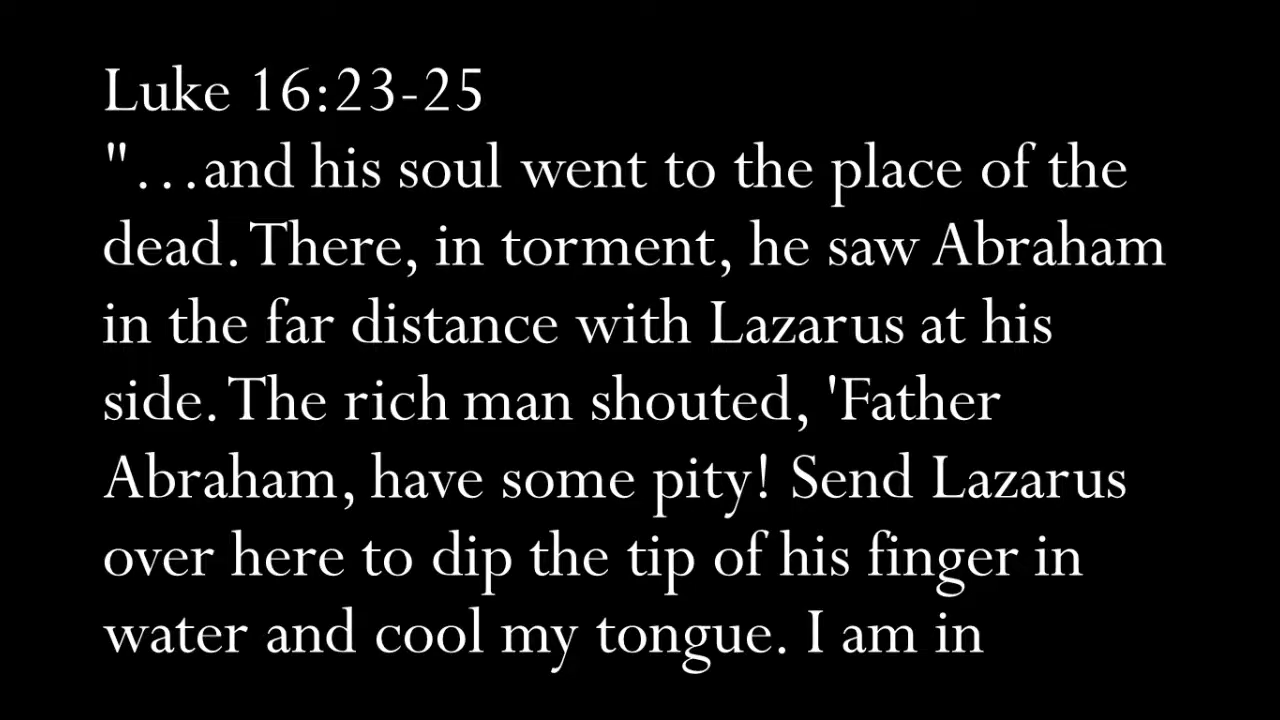 Luke 16:23-25
"…and his soul went to the place of the
dead. There, in torment, he saw Abraham
in the far distance with Lazarus at his
side. The rich man shouted, 'Father
Abraham, have some pity! Send Lazarus
over here to dip the tip of his finger in
water and cool my tongue. I am in